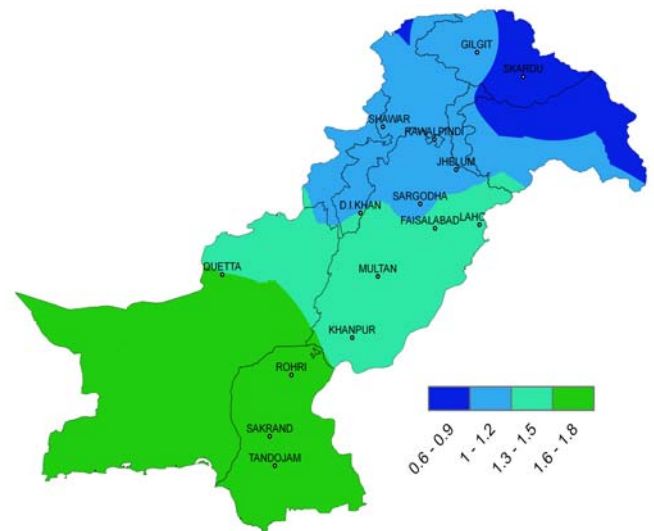 GILGIT
SKARDU
SHAWAR
RAWALPINDI
JHELUM
SARGODHA
D.I.KHAN
FAISALABAD
LAHC
QUETTA
MULTAN
KHANPUR
ROHRI
SAKRAND
TANDOJAM
0.6 - 0.9
1 - 1.2
1.3 - 1.5
1.6 - 1.8